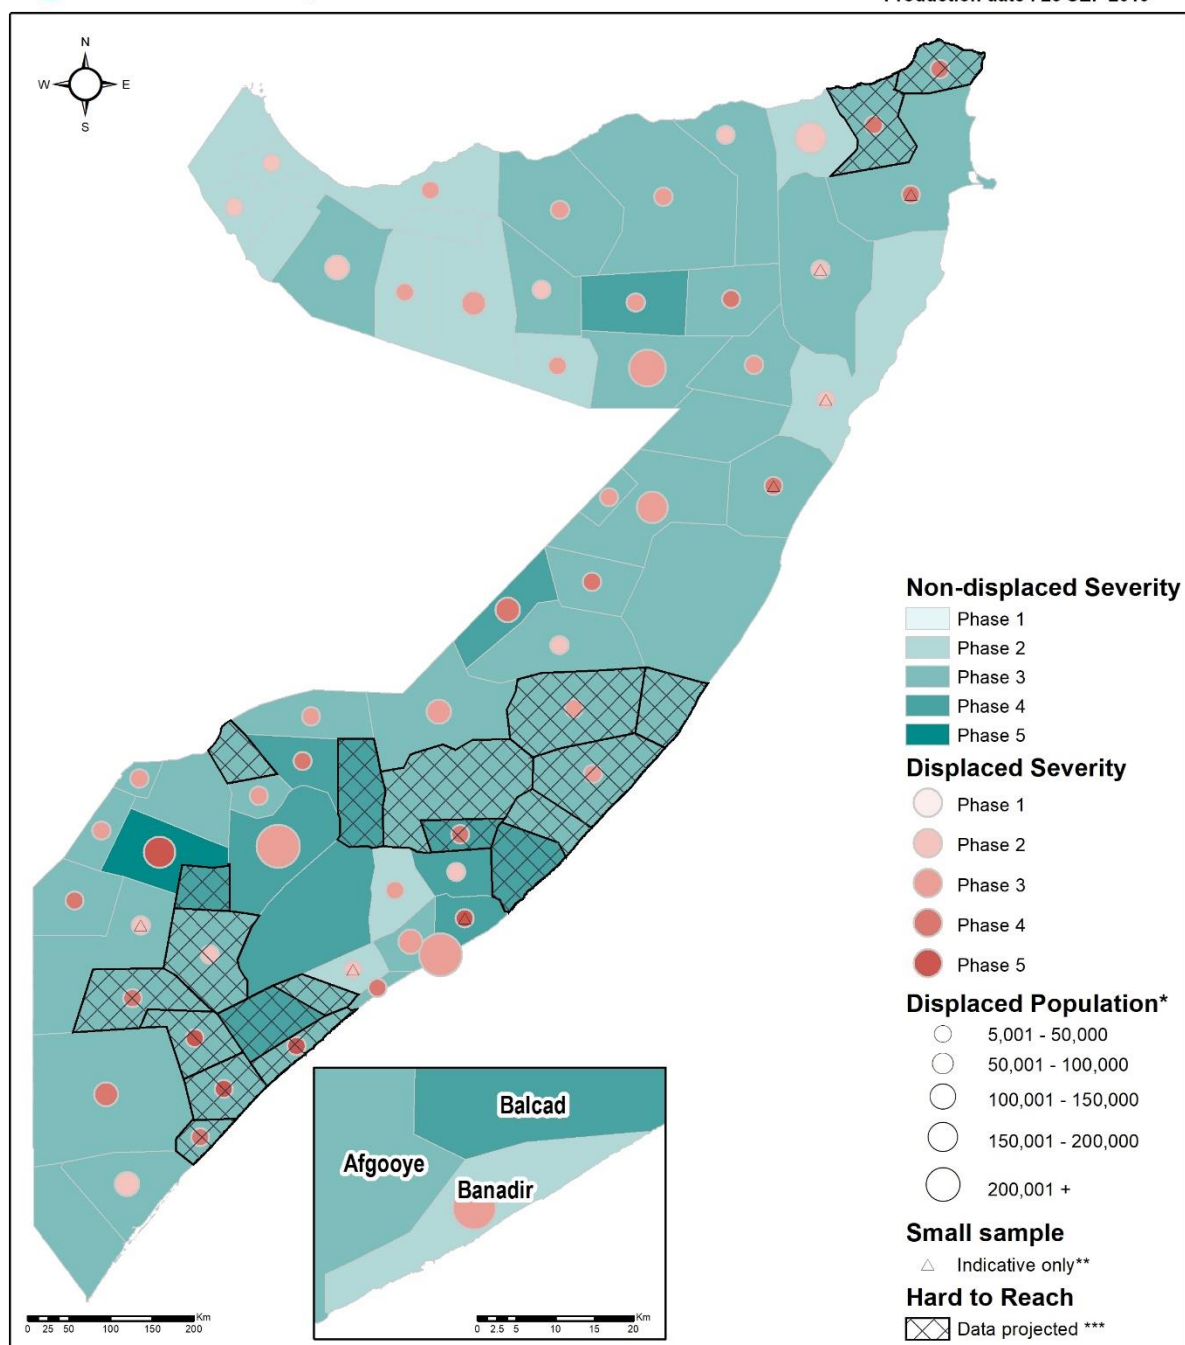 N
W E
S
Non-displaced Severity
Phase 1
Phase 2
Phase 3
Phase 4
Phase 5
Displaced Severity
Phase 1
Phase 2
Phase 3
Phase 4
Phase 5
Displaced Population*
5,001 - 50,000
50,001 - 100,000
100,001 - 150,000
150,001 - 200,000
200,001 +
Small sample
Indicative only**
Hard to Reach
Data projected ***
Balcad
Afgooye
Banadir
Km
0 25 50 100 150 200
Km
0 2.5 5 10 15 20